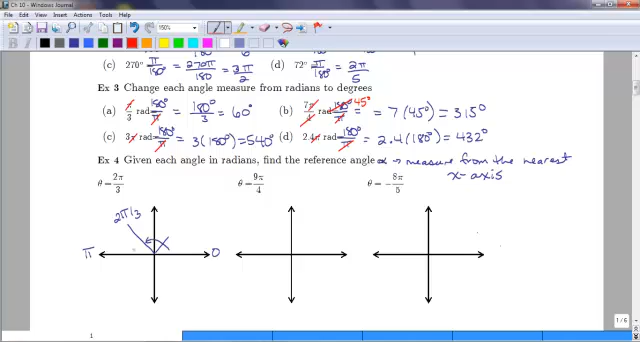 Ch 10 - Windows Journal
File Edit View Insert Actions Tools Help
150%
(c) 270° π/180° = 270π/180 = 3π/2 (d) 72° π/180° = 2π/5
Ex 3 Change each angle measure from radians to degrees
(a) π/3 rad 180°/π = 180°/3 = 60° (b) 7π/4 rad 180°/π 45° = 7(45°) = 315°
(c) 3π rad 180°/π = 3(180°) = 540° (d) 2.4π rad 180°/π = 2.4(180°) = 432°
Ex 4 Given each angle in radians, find the reference angle α → measure from the nearest
x-axis
θ = 2π/3 θ = 9π/4 θ = -8π/5
2π/3
π 0
1 / 6
1